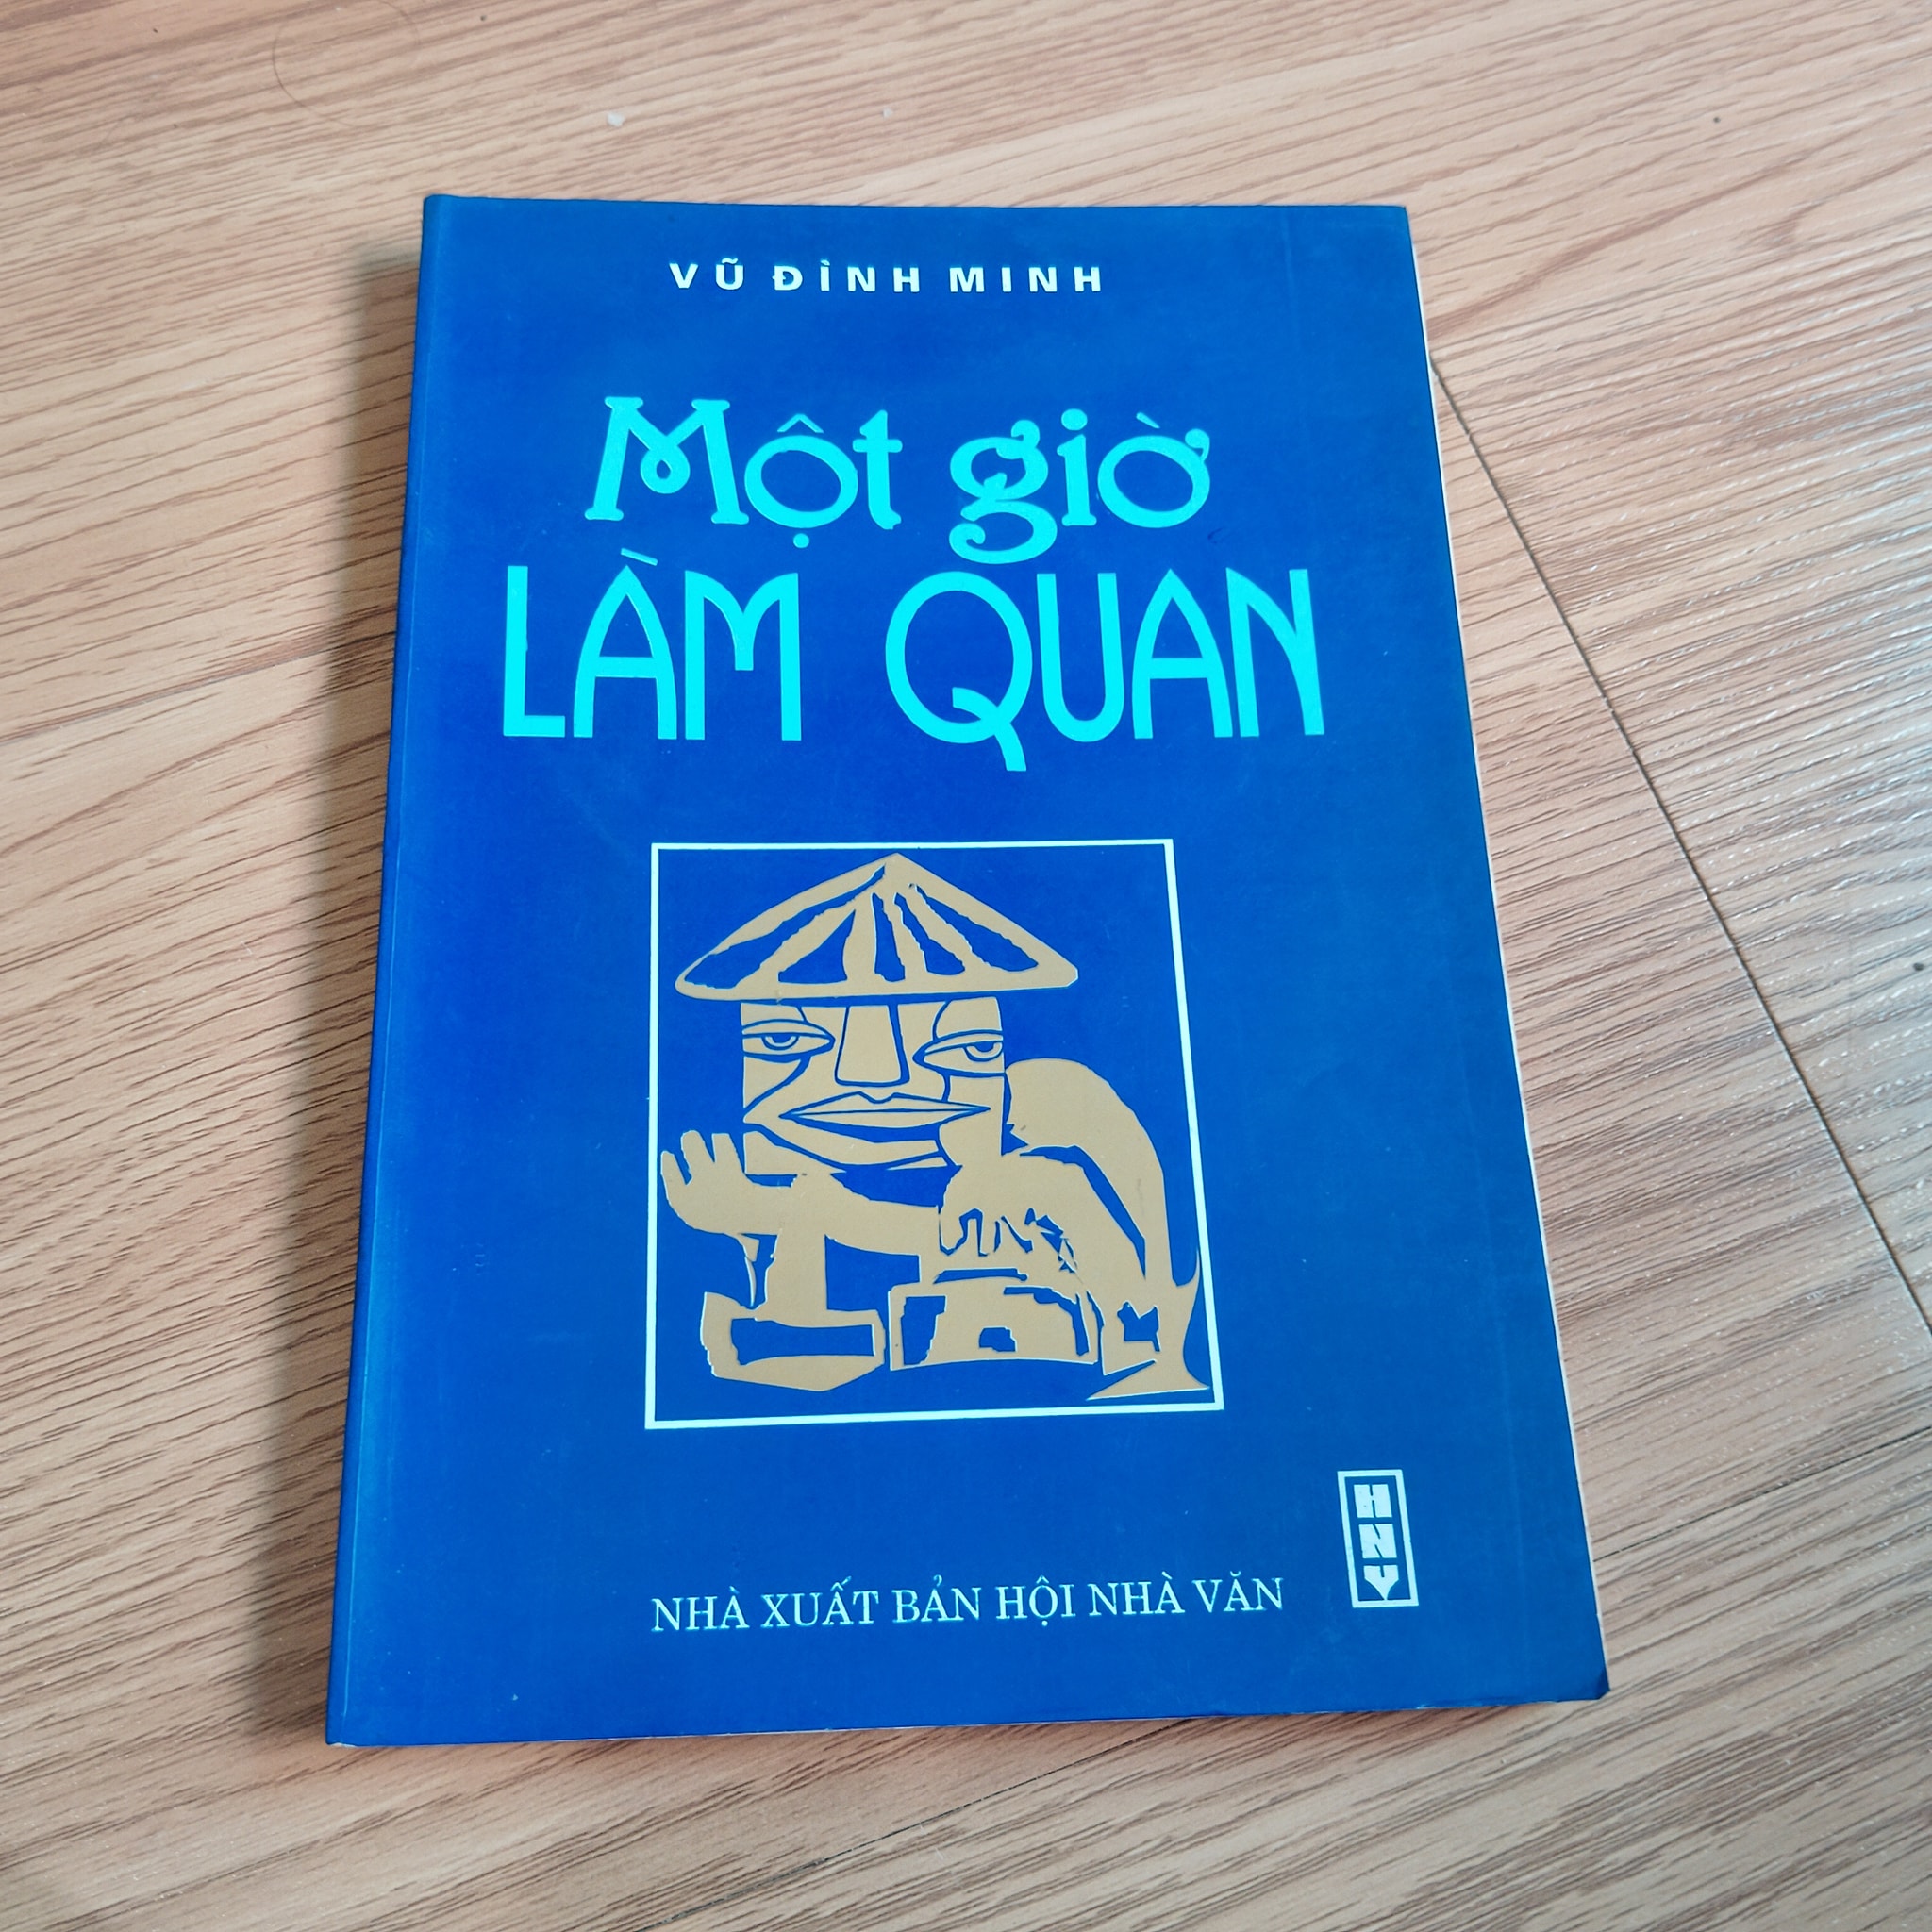 VŨ ĐÌNH MINH
Một giờ
LÀM QUAN
HNV
NHÀ XUẤT BẢN HỘI NHÀ VĂN